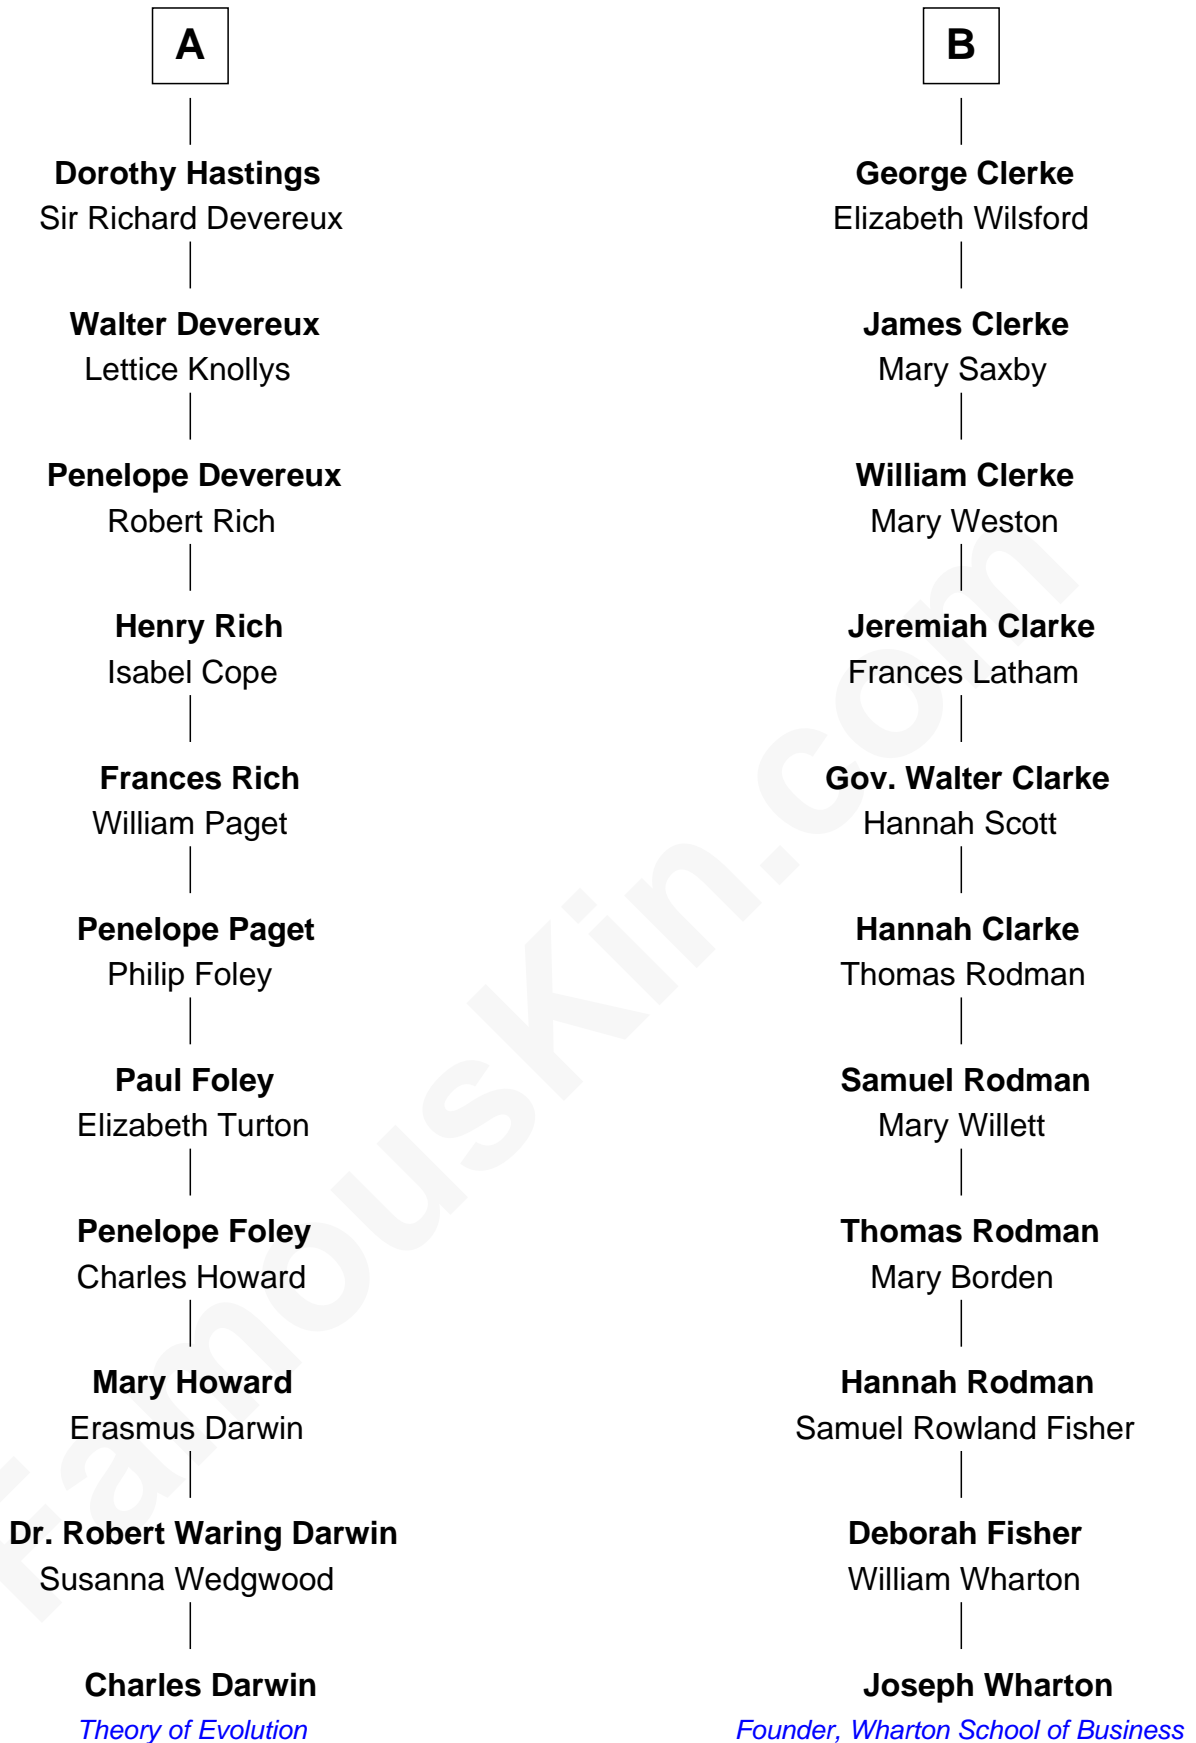 A
Dorothy Hastings
Sir Richard Devereux
Walter Devereux
Lettice Knollys
Penelope Devereux
Robert Rich
Henry Rich
Isabel Cope
Frances Rich
William Paget
Penelope Paget
Philip Foley
Paul Foley
Elizabeth Turton
Penelope Foley
Charles Howard
Mary Howard
Erasmus Darwin
Dr. Robert Waring Darwin
Susanna Wedgwood
Charles Darwin
Theory of Evolution
B
George Clerke
Elizabeth Wilsford
James Clerke
Mary Saxby
William Clerke
Mary Weston
Jeremiah Clarke
Frances Latham
Gov. Walter Clarke
Hannah Scott
Hannah Clarke
Thomas Rodman
Samuel Rodman
Mary Willett
Thomas Rodman
Mary Borden
Hannah Rodman
Samuel Rowland Fisher
Deborah Fisher
William Wharton
Joseph Wharton
Founder, Wharton School of Business
FamousKin.com